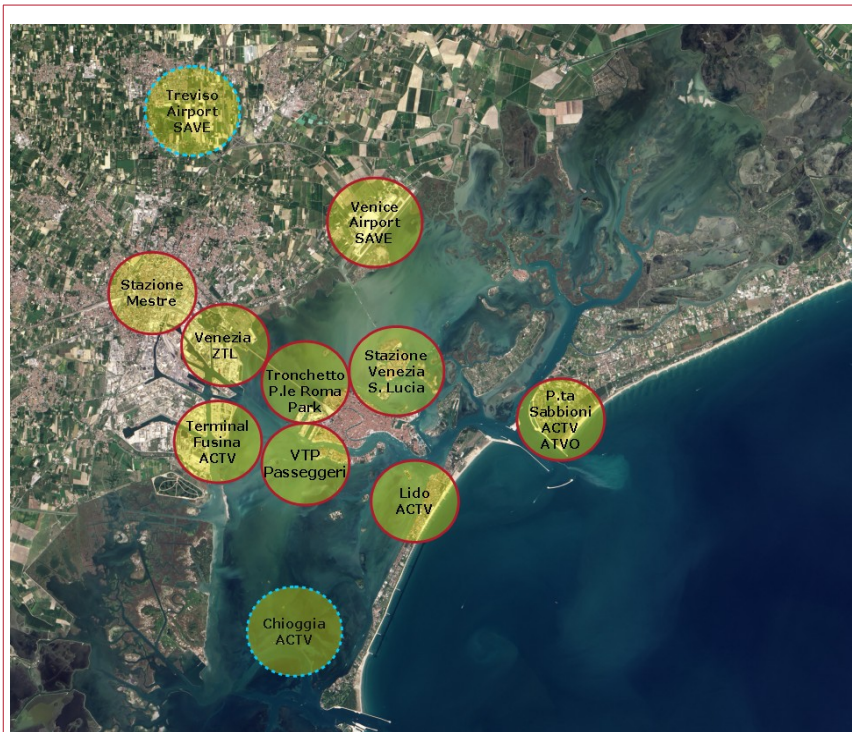 Treviso
Airport
SAVE
Venice
Airport
SAVE
Stazione
Mestre
Venezia
ZTL
Tronchetto
P.le Roma
Park
Stazione
Venezia
S. Lucia
P.ta
Sabbioni
ACTV
ATVO
Terminal
Fusina
ACTV
VTP
Passeggeri
Lido
ACTV
Chioggia
ACTV